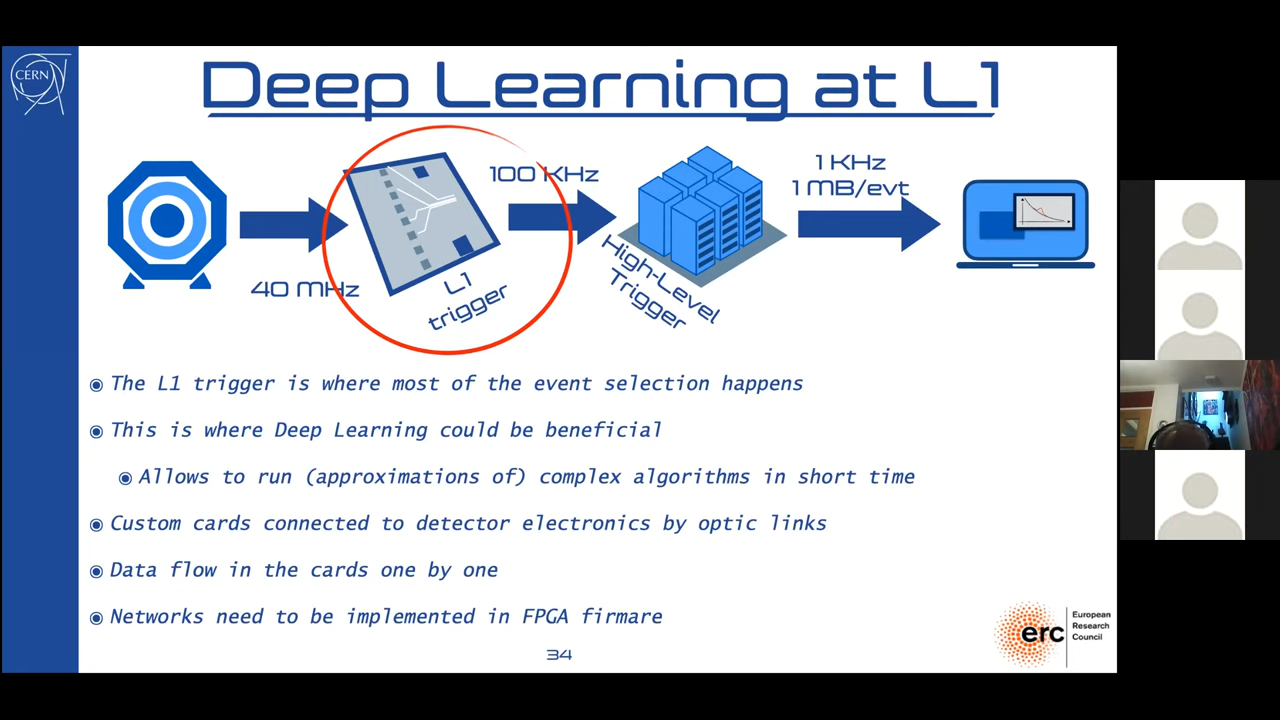 CERN
Deep Learning at L1
40 MHz
L1
trigger
100 KHz
High-Level
Trigger
1 KHz
1 MB/evt
The L1 trigger is where most of the event selection happens
This is where Deep Learning could be beneficial
Allows to run (approximations of) complex algorithms in short time
Custom cards connected to detector electronics by optic links
Data flow in the cards one by one
Networks need to be implemented in FPGA firmare
34
erc
European
Research
Council